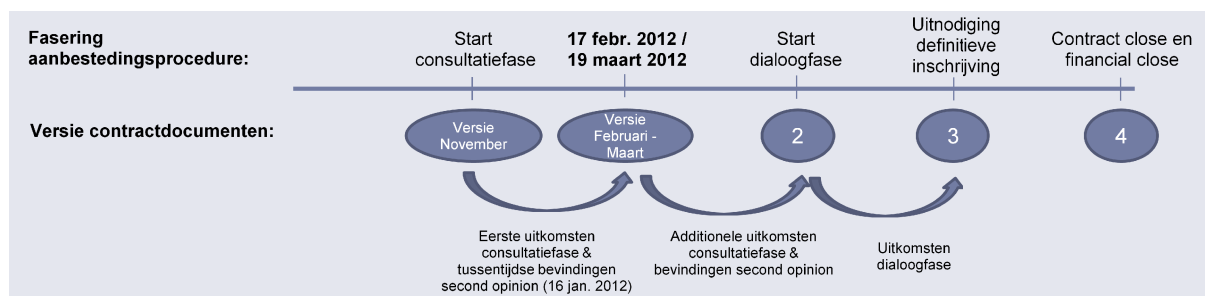 Fasering
aanbestedingsprocedure:
Start
consultatiefase
17 febr. 2012 /
19 maart 2012
Start
dialoogfase
Uitnodiging
definitieve
inschrijving
Contract close en
financial close
Versie contractdocumenten:
Versie
November
Versie
Februari -
Maart
2
3
4
Eerste uitkomsten
consultatiefase &
tussentijdse bevindingen
second opinion (16 jan. 2012)
Additionele uitkomsten
consultatiefase &
bevindingen second opinion
Uitkomsten
dialoogfase